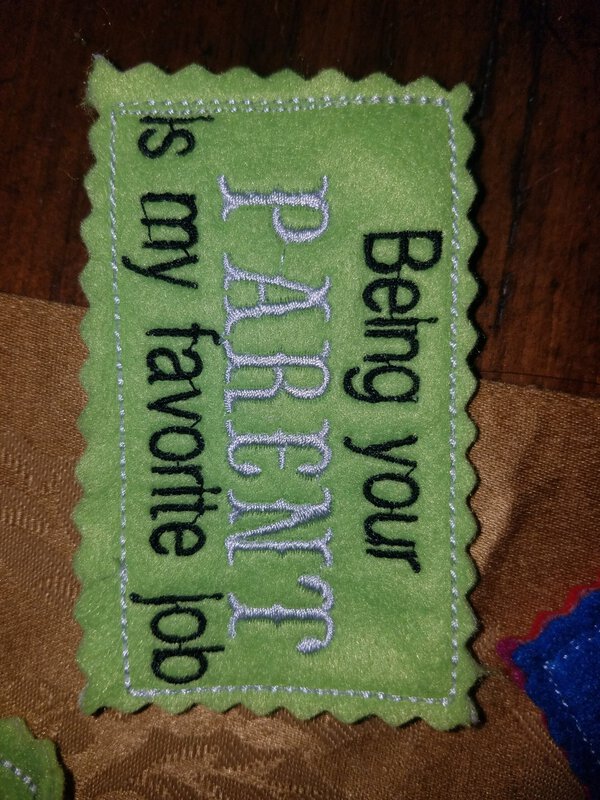 Being your
PARENT
is my favorite job